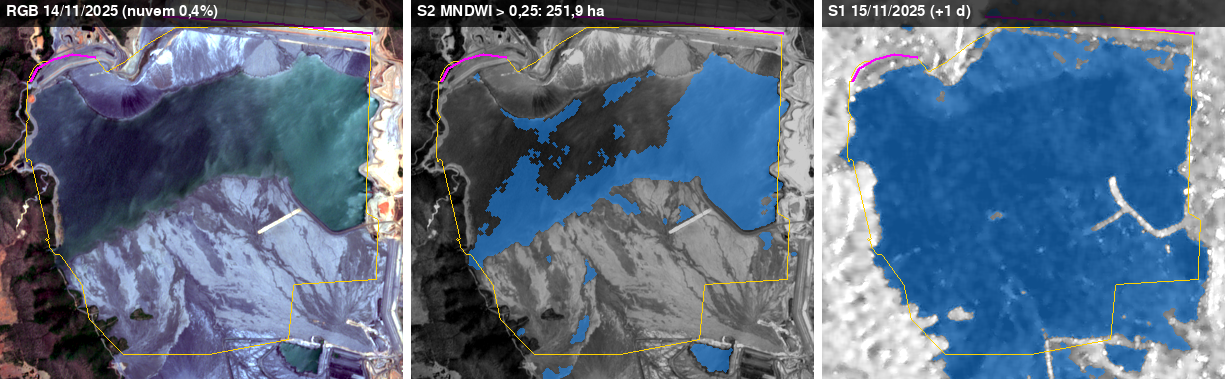 RGB 14/11/2025 (nuvem 0,4%)
S2 MNDWI > 0,25: 251,9 ha
S1 15/11/2025 (+1 d)